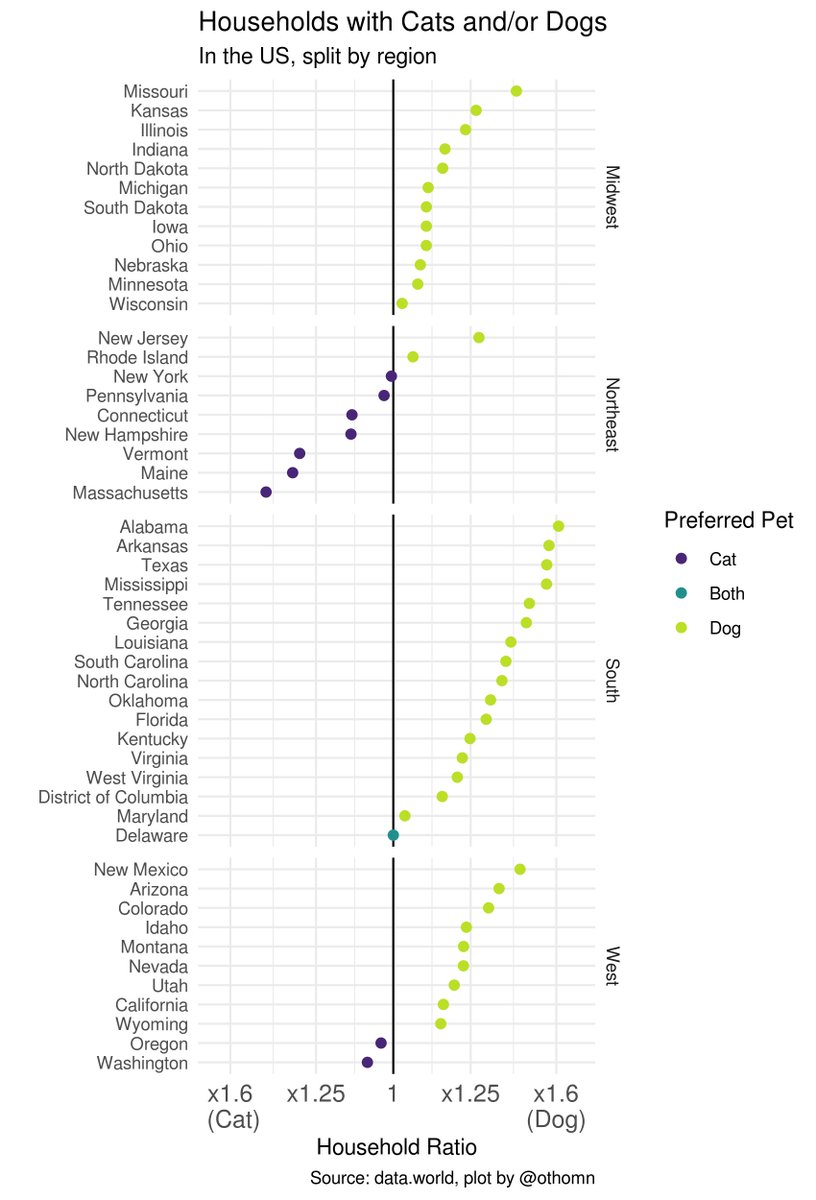 Households with Cats and/or Dogs
In the US, split by region
Missouri
Kansas
Illinois
Indiana
North Dakota
Michigan
South Dakota
Iowa
Ohio
Nebraska
Minnesota
Wisconsin
Midwest
New Jersey
Rhode Island
New York
Pennsylvania
Connecticut
New Hampshire
Vermont
Maine
Massachusetts
Northeast
Alabama
Arkansas
Texas
Mississippi
Tennessee
Georgia
Louisiana
South Carolina
North Carolina
Oklahoma
Florida
Kentucky
Virginia
West Virginia
District of Columbia
Maryland
Delaware
South
New Mexico
Arizona
Colorado
Idaho
Montana
Nevada
Utah
California
Wyoming
Oregon
Washington
West
x1.6 x1.25 1 x1.25 x1.6
(Cat) (Dog)
Household Ratio
Source: data.world, plot by @othomn
Preferred Pet
Cat
Both
Dog